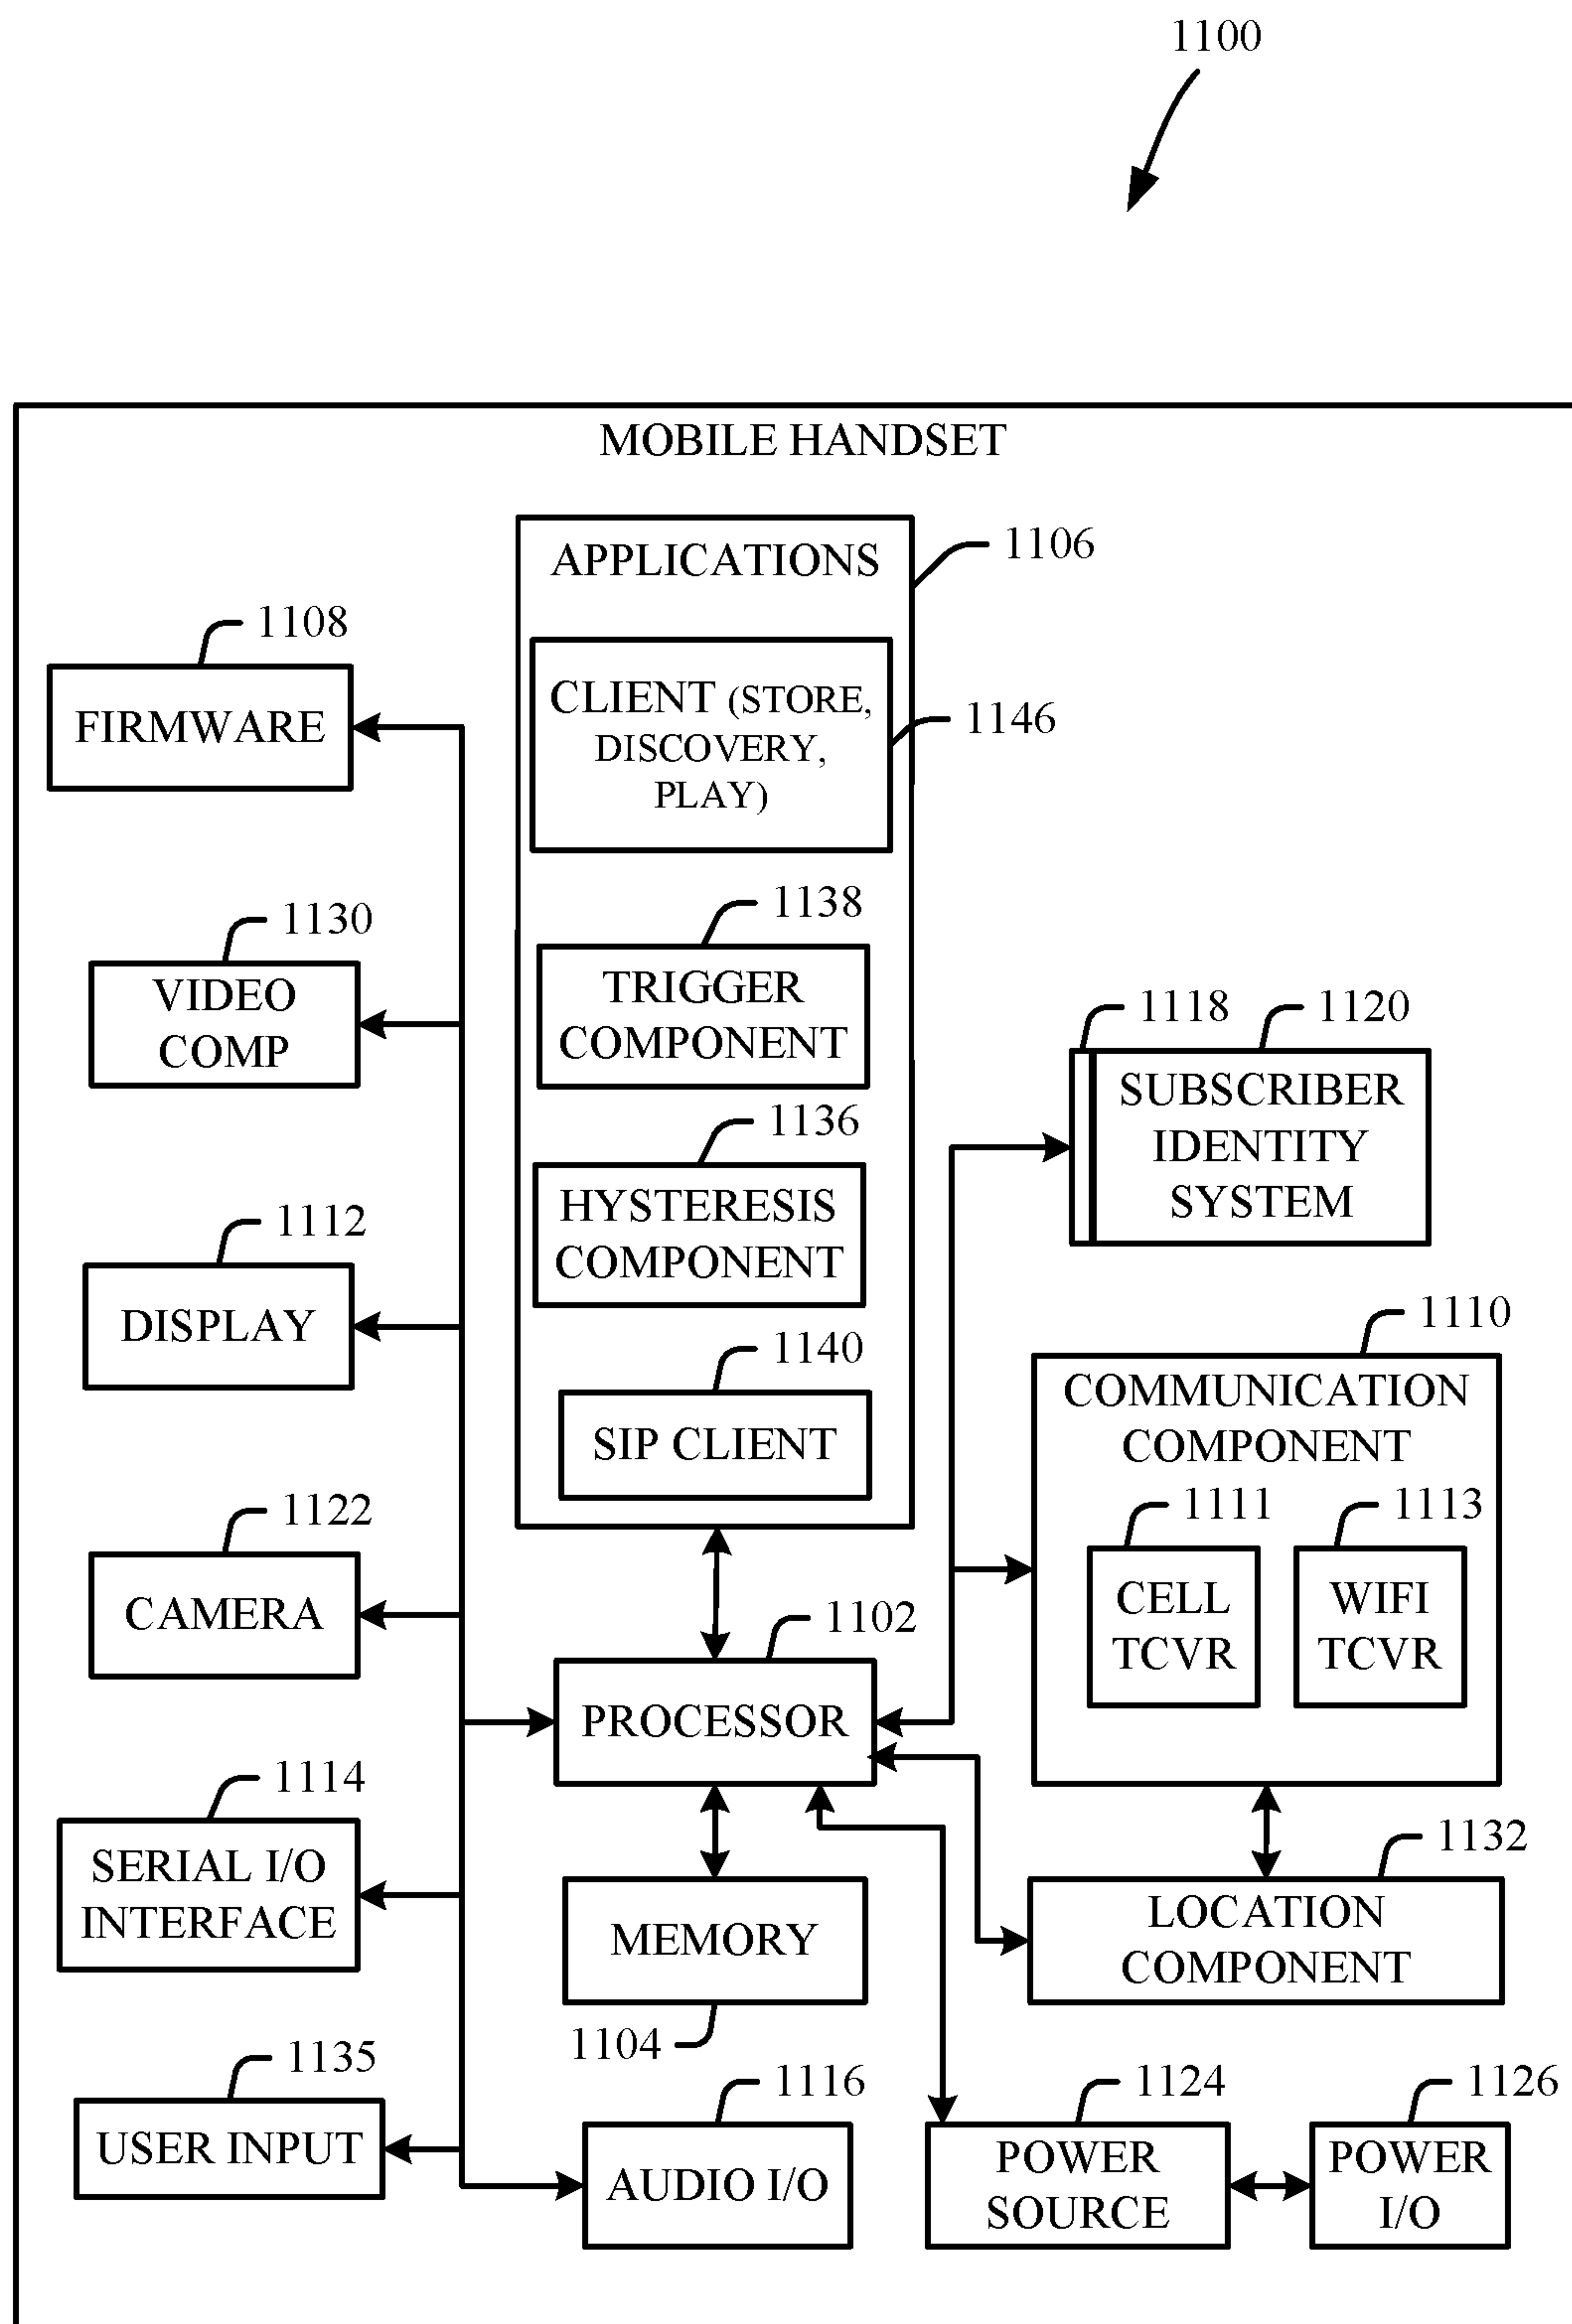 1100
MOBILE HANDSET
APPLICATIONS
1106
CLIENT (STORE,
DISCOVERY,
PLAY)
1146
1108
FIRMWARE
1138
TRIGGER
COMPONENT
1130
VIDEO
COMP
1118
1120
SUBSCRIBER
IDENTITY
SYSTEM
1136
HYSTERESIS
COMPONENT
1112
DISPLAY
1140
SIP CLIENT
1110
COMMUNICATION
COMPONENT
1111
CELL
TCVR
1113
WIFI
TCVR
1122
CAMERA
1102
PROCESSOR
1114
SERIAL I/O
INTERFACE
MEMORY
1104
1132
LOCATION
COMPONENT
1135
USER INPUT
1116
AUDIO I/O
1124
POWER
SOURCE
1126
POWER
I/O